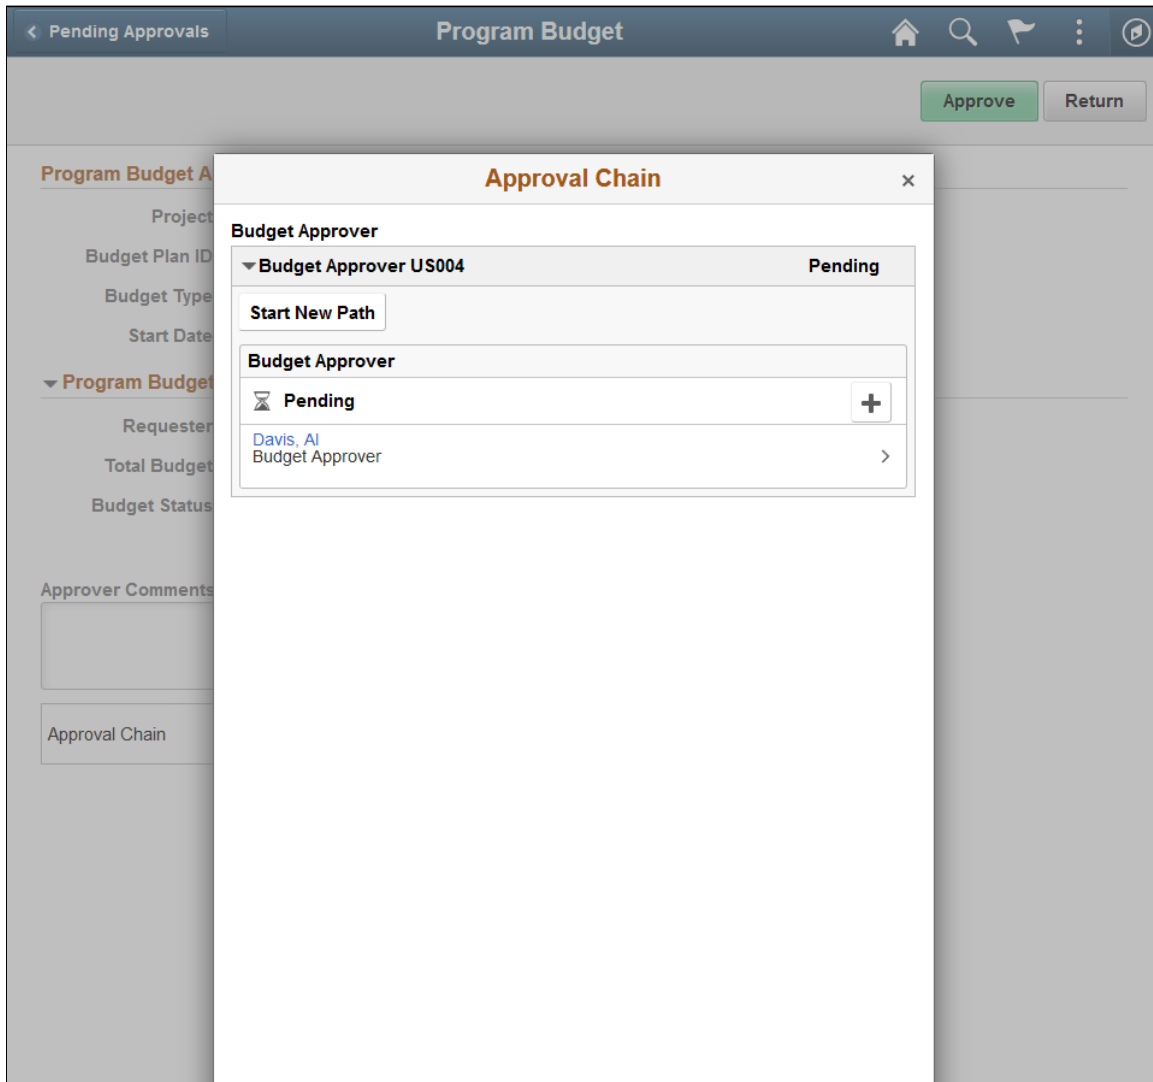 Pending Approvals
Program Budget
Approve
Return
Program Budget A
Project
Budget Plan ID
Budget Type
Start Date
Program Budget
Requester
Total Budget
Budget Status
Approver Comments
Approval Chain
Approval Chain
×
Budget Approver
Budget Approver US004 Pending
Start New Path
Budget Approver
Pending
Davis, Al
Budget Approver